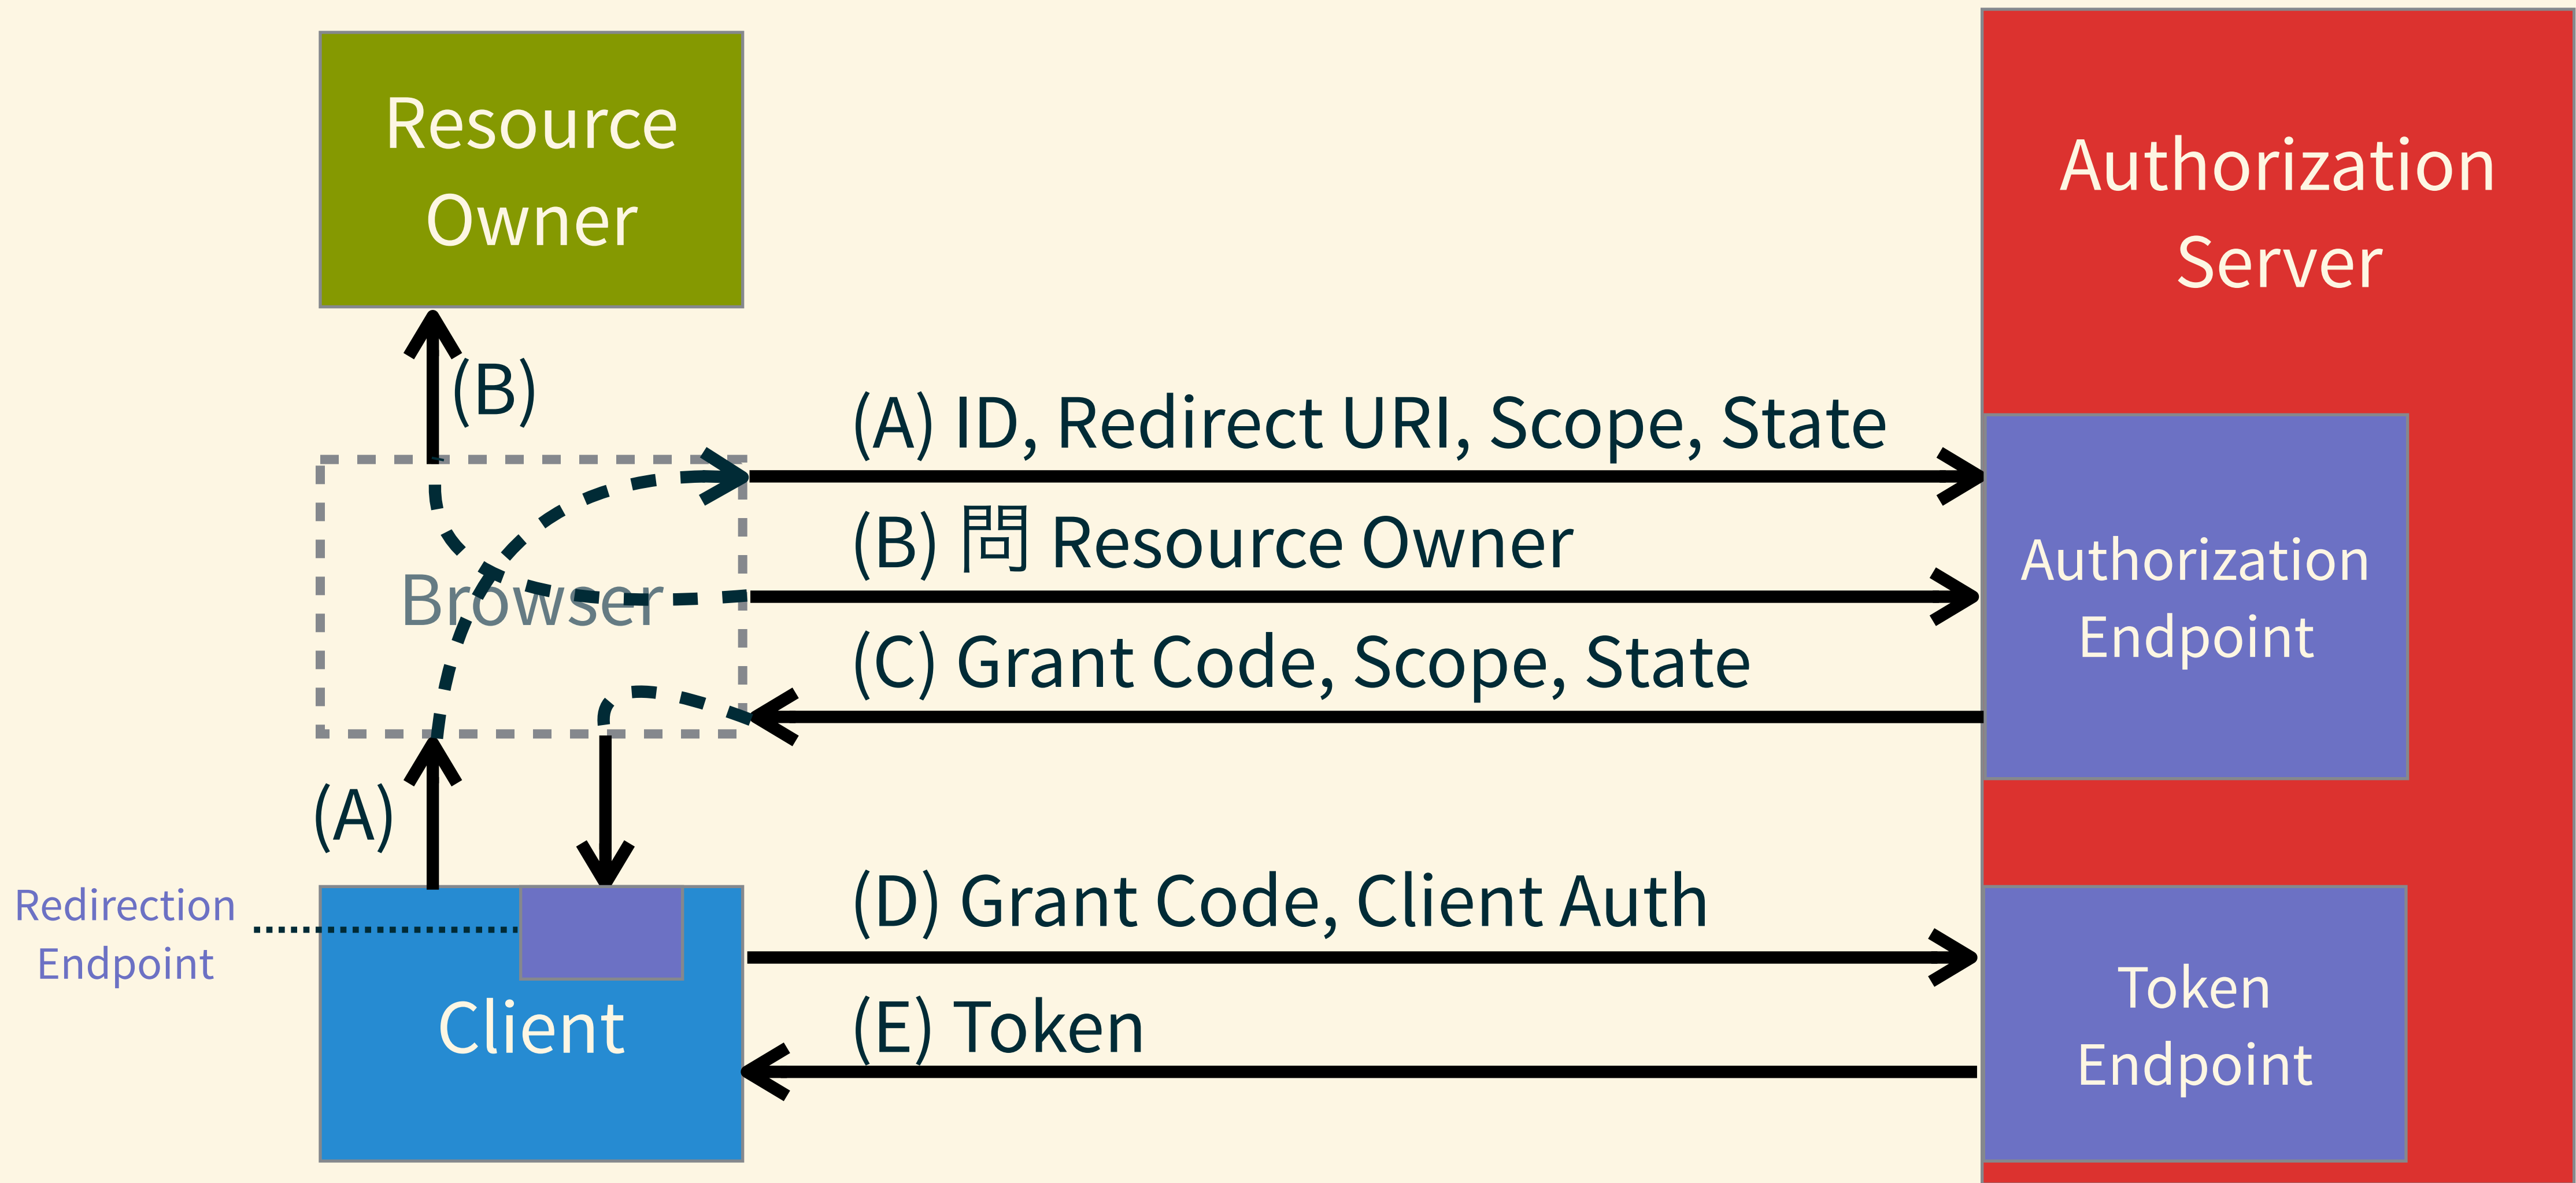 Resource
Owner
Authorization
Server
(B)
(A) ID, Redirect URI, Scope, State
(B) 問 Resource Owner
Authorization
Endpoint
Browser
(C) Grant Code, Scope, State
(A)
Redirection
Endpoint
(D) Grant Code, Client Auth
Client
(E) Token
Token
Endpoint